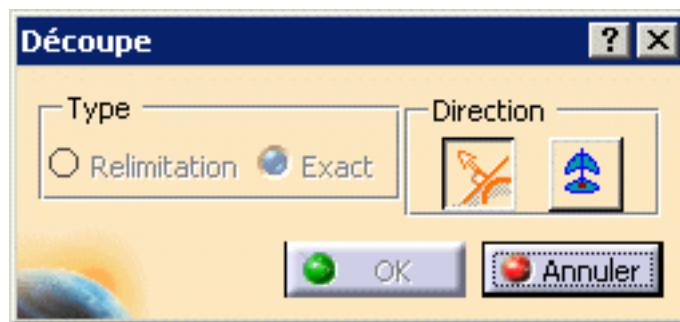 Découpe
Type
Direction
Relimitation Exact
OK Annuler